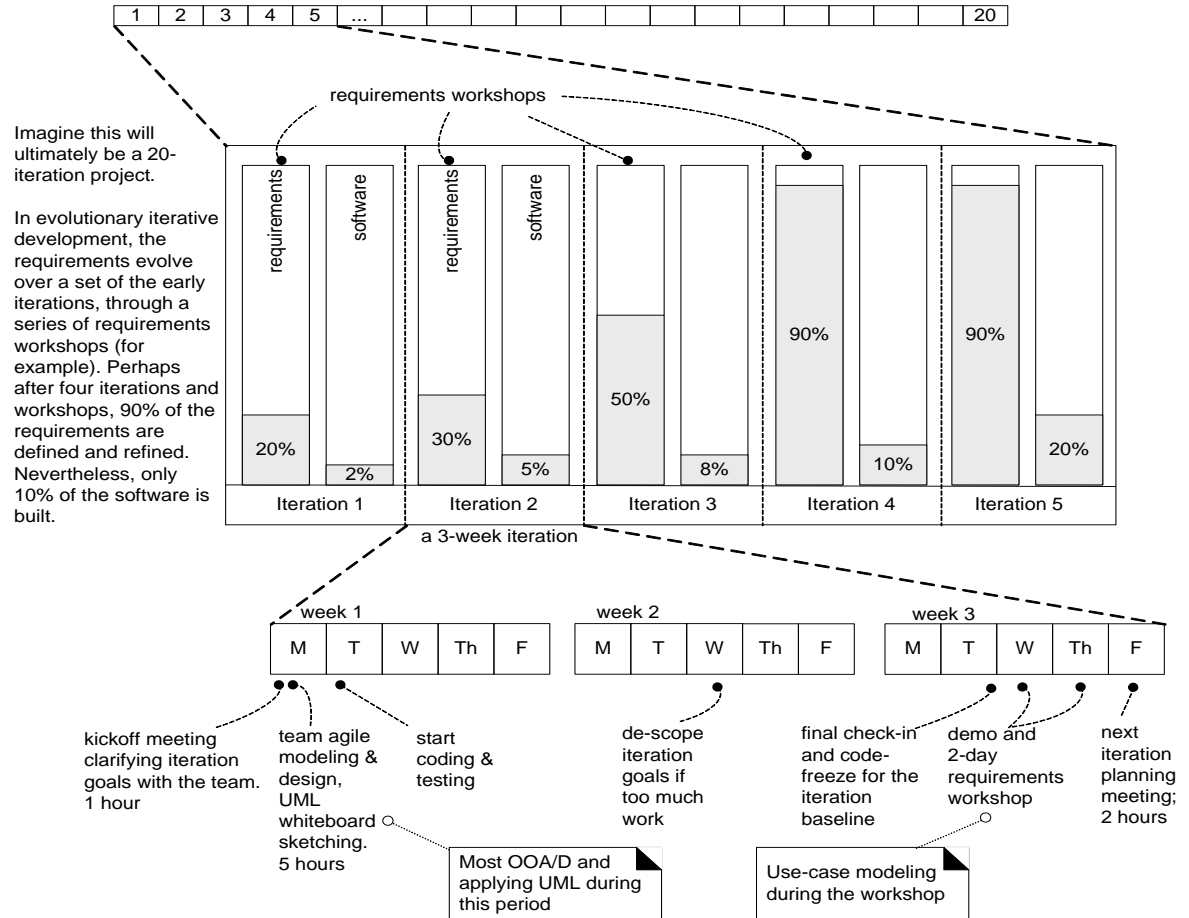 1 2 3 4 5 ... 20
requirements workshops
Imagine this will
ultimately be a 20-
iteration project.
In evolutionary iterative
development, the
requirements evolve
over a set of the early
iterations, through a
series of requirements
workshops (for
example). Perhaps
after four iterations and
workshops, 90% of the
requirements are
defined and refined.
Nevertheless, only
10% of the software is
built.
requirements
software
requirements
software
20%
2%
30%
5%
50%
8%
90%
10%
90%
20%
Iteration 1
Iteration 2
Iteration 3
Iteration 4
Iteration 5
a 3-week iteration
week 1
M T W Th F
week 2
M T W Th F
week 3
M T W Th F
kickoff meeting
clarifying iteration
goals with the team.
1 hour
team agile
modeling &
design,
UML
whiteboard
sketching.
5 hours
start
coding &
testing
de-scope
iteration
goals if
too much
work
final check-in
and code-
freeze for the
iteration
baseline
demo and
2-day
requirements
workshop
next
iteration
planning
meeting;
2 hours
Most OOA/D and
applying UML during
this period
Use-case modeling
during the workshop